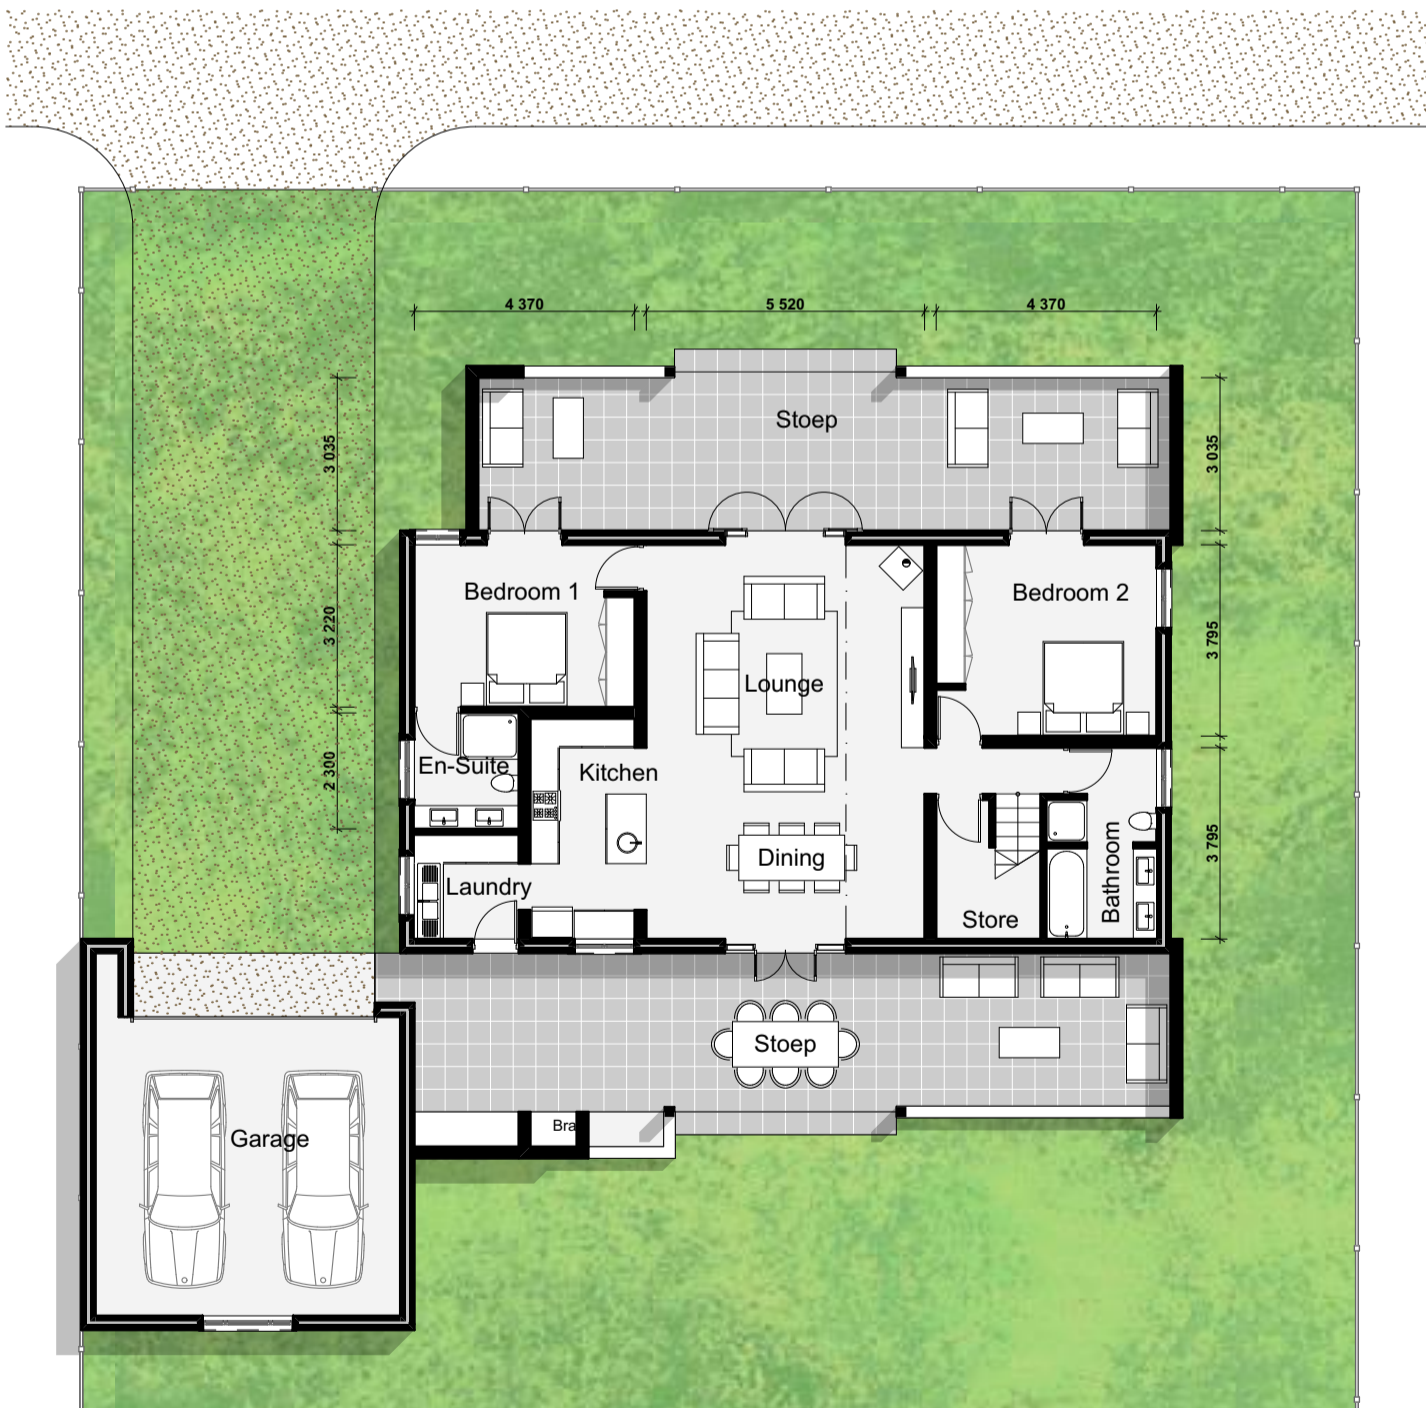 4 370
5 520
4 370
Stoep
3 035
3 035
Bedroom 1
Bedroom 2
3 220
3 795
Lounge
En-Suite
Kitchen
2 300
Dining
3 795
Laundry
Bathroom
Store
Stoep
Bra
Garage